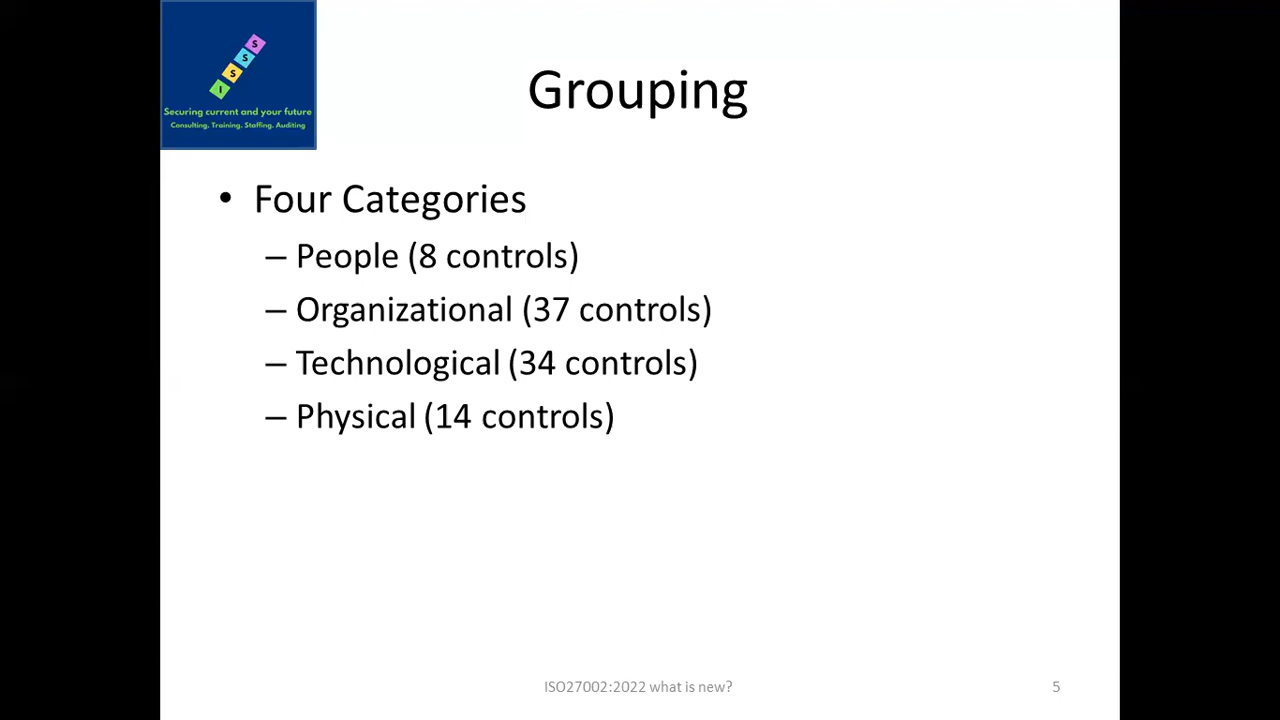 S
S
S
I
Securing current and your future
Consulting. Training. Staffing. Auditing
Grouping
• Four Categories
– People (8 controls)
– Organizational (37 controls)
– Technological (34 controls)
– Physical (14 controls)
ISO27002:2022 what is new?
5